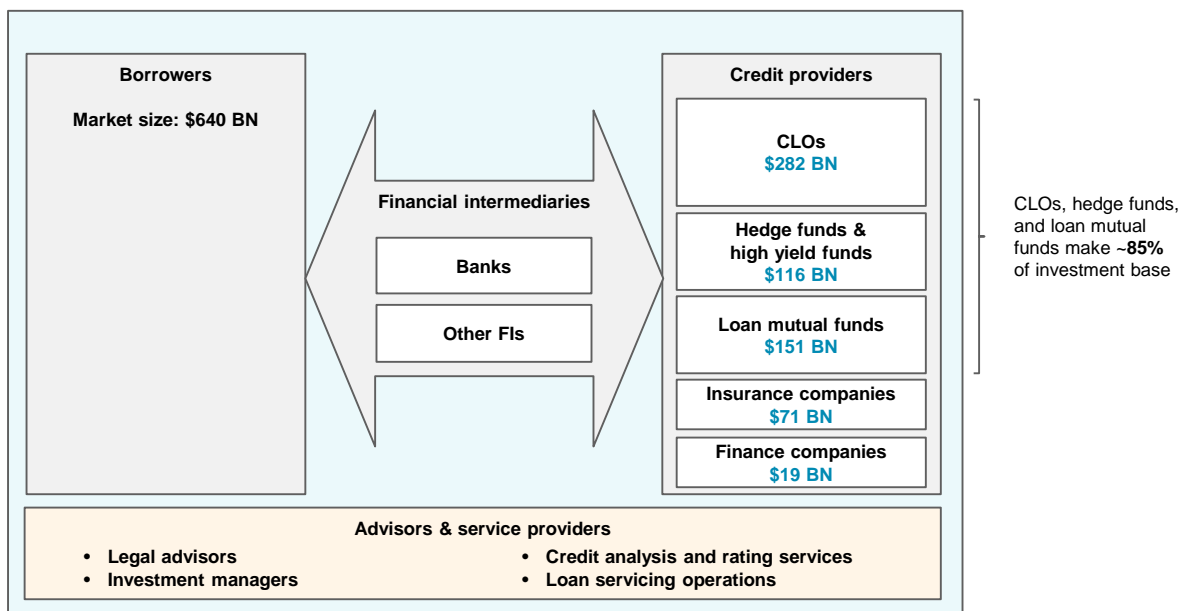 Borrowers
Market size: $640 BN
Financial intermediaries
Banks
Other FIs
Credit providers
CLOs
$282 BN
Hedge funds &
high yield funds
$116 BN
Loan mutual funds
$151 BN
Insurance companies
$71 BN
Finance companies
$19 BN
CLOs, hedge funds,
and loan mutual
funds make ~85%
of investment base
Advisors & service providers
• Legal advisors
• Investment managers
• Credit analysis and rating services
• Loan servicing operations